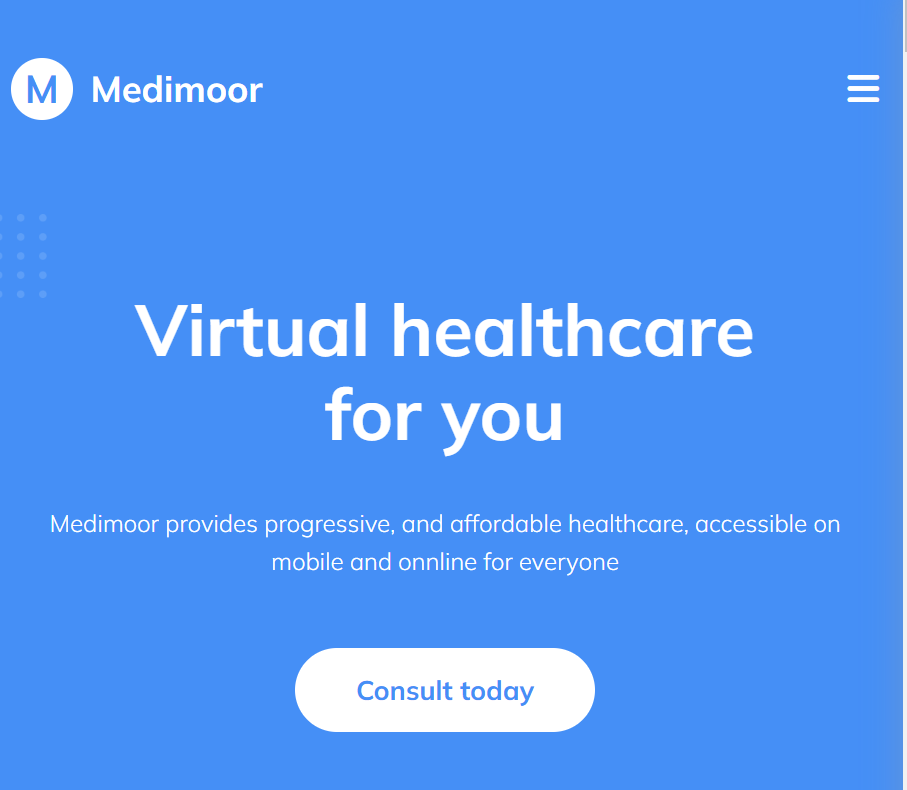 M Medimoor
Virtual healthcare
for you
Medimoor provides progressive, and affordable healthcare, accessible on
mobile and onnline for everyone
Consult today